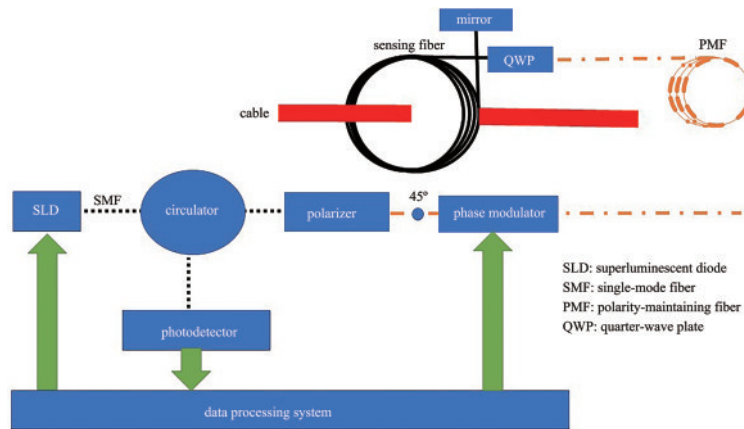 mirror
sensing fiber
PMF
QWP
cable
SMF
45°
SLD
circulator
polarizer
phase modulator
SLD: superluminescent diode
SMF: single-mode fiber
PMF: polarity-maintaining fiber
QWP: quarter-wave plate
photodetector
data processing system